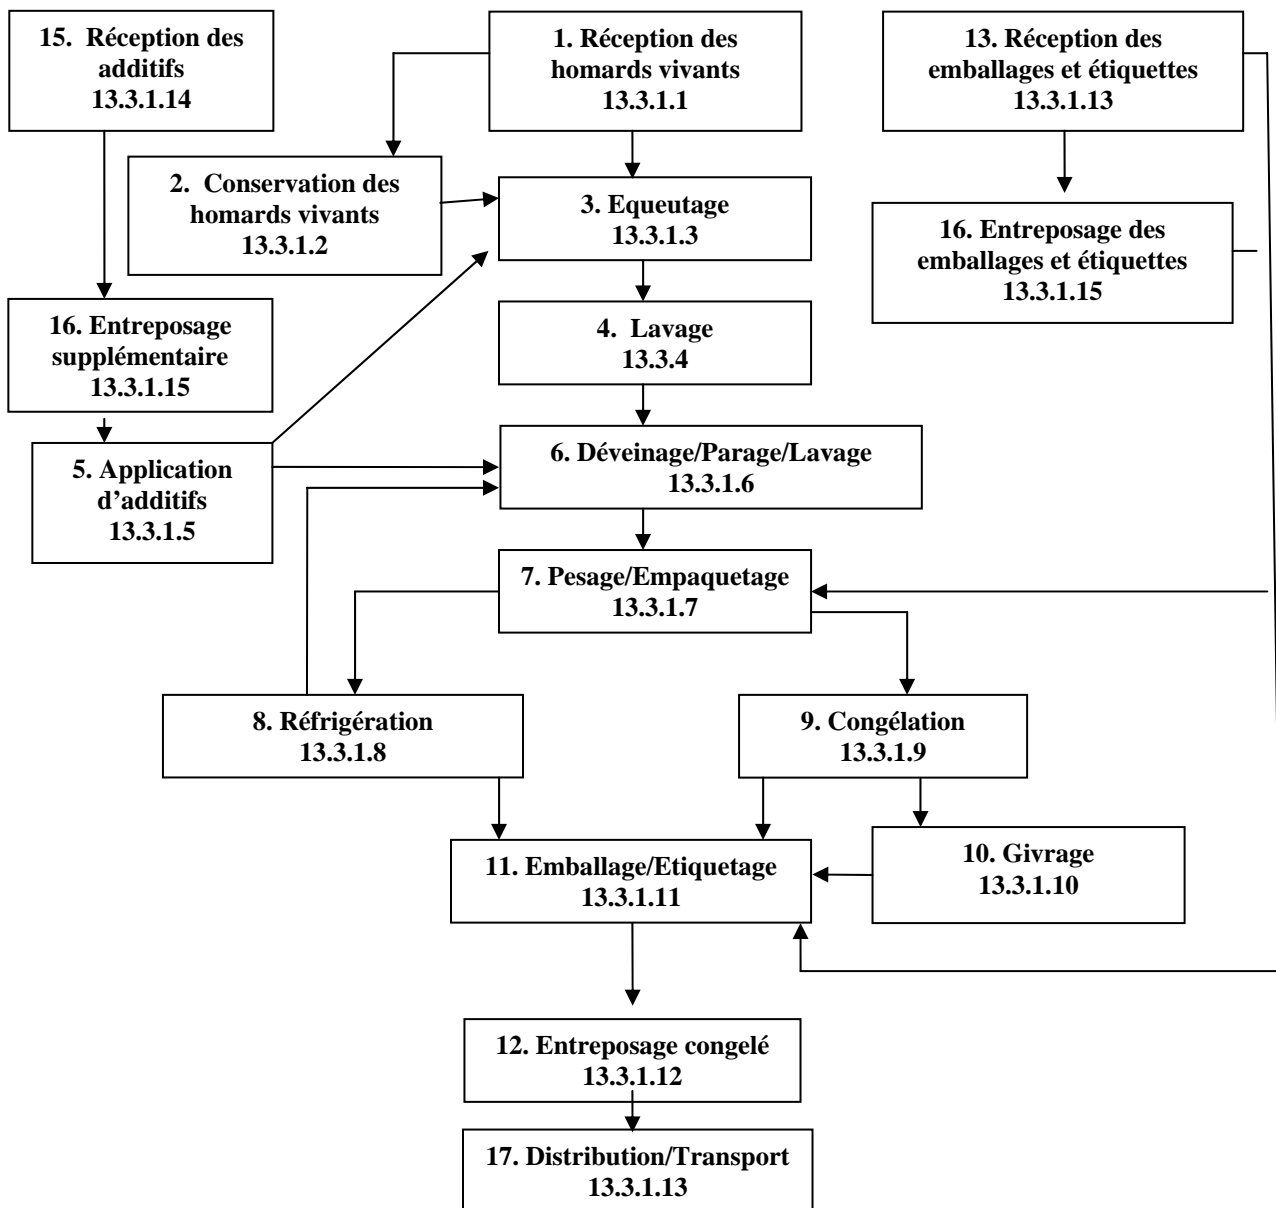 15. Réception des
additifs
13.3.1.14
1. Réception des
homards vivants
13.3.1.1
13. Réception des
emballages et étiquettes
13.3.1.13
2. Conservation des
homards vivants
13.3.1.2
3. Equeutage
13.3.1.3
16. Entreposage des
emballages et étiquettes
13.3.1.15
16. Entreposage
supplémentaire
13.3.1.15
4. Lavage
13.3.4
5. Application
d’additifs
13.3.1.5
6. Déveinage/Parage/Lavage
13.3.1.6
7. Pesage/Empaquetage
13.3.1.7
8. Réfrigération
13.3.1.8
9. Congélation
13.3.1.9
11. Emballage/Etiquetage
13.3.1.11
10. Givrage
13.3.1.10
12. Entreposage congelé
13.3.1.12
17. Distribution/Transport
13.3.1.13